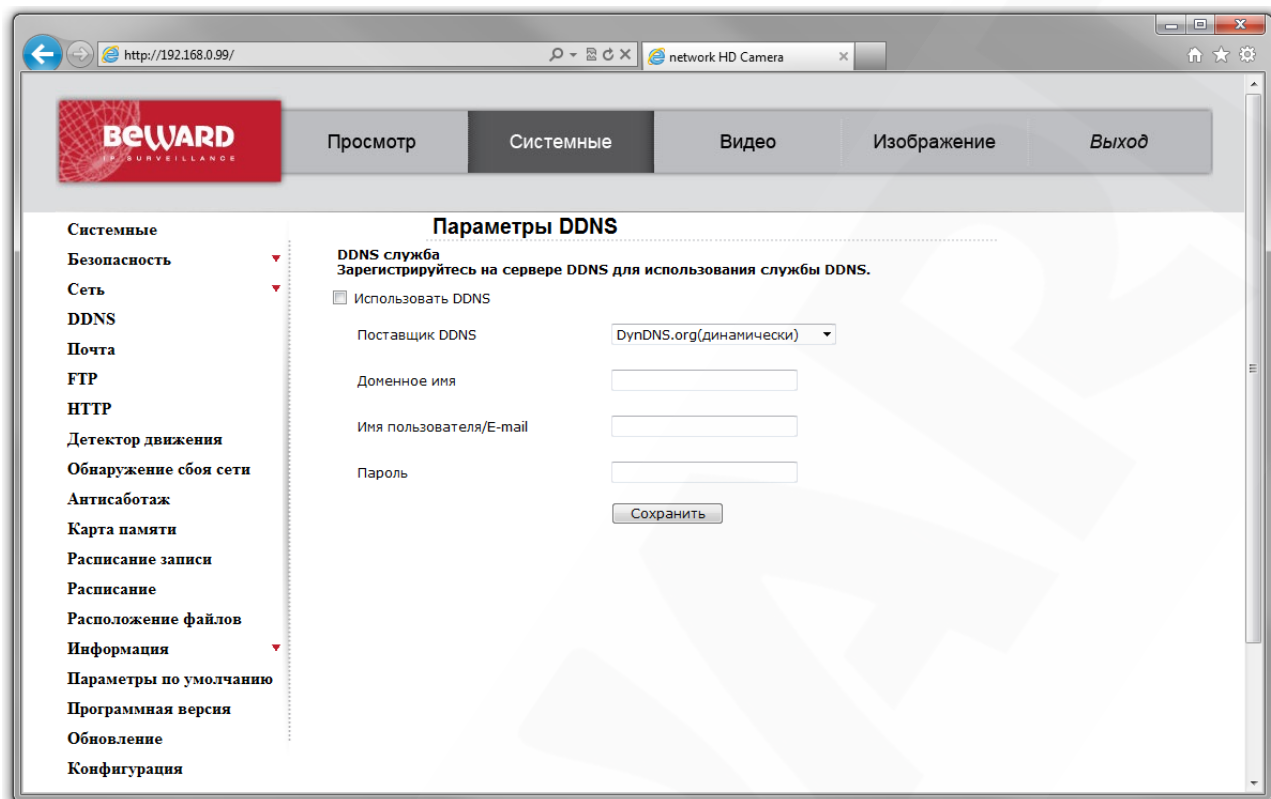 http://192.168.0.99/
network HD Camera
BEWARD
IP SURVEILLANCE
Просмотр
Системные
Видео
Изображение
Выход
Системные
Безопасность
Сеть
DDNS
Почта
FTP
HTTP
Детектор движения
Обнаружение сбоя сети
Антисаботаж
Карта памяти
Расписание записи
Расписание
Расположение файлов
Информация
Параметры по умолчанию
Программная версия
Обновление
Конфигурация
Параметры DDNS
DDNS служба
Зарегистрируйтесь на сервере DDNS для использования службы DDNS.
Использовать DDNS
Поставщик DDNS
DynDNS.org(динамически)
Доменное имя
Имя пользователя/E-mail
Пароль
Сохранить